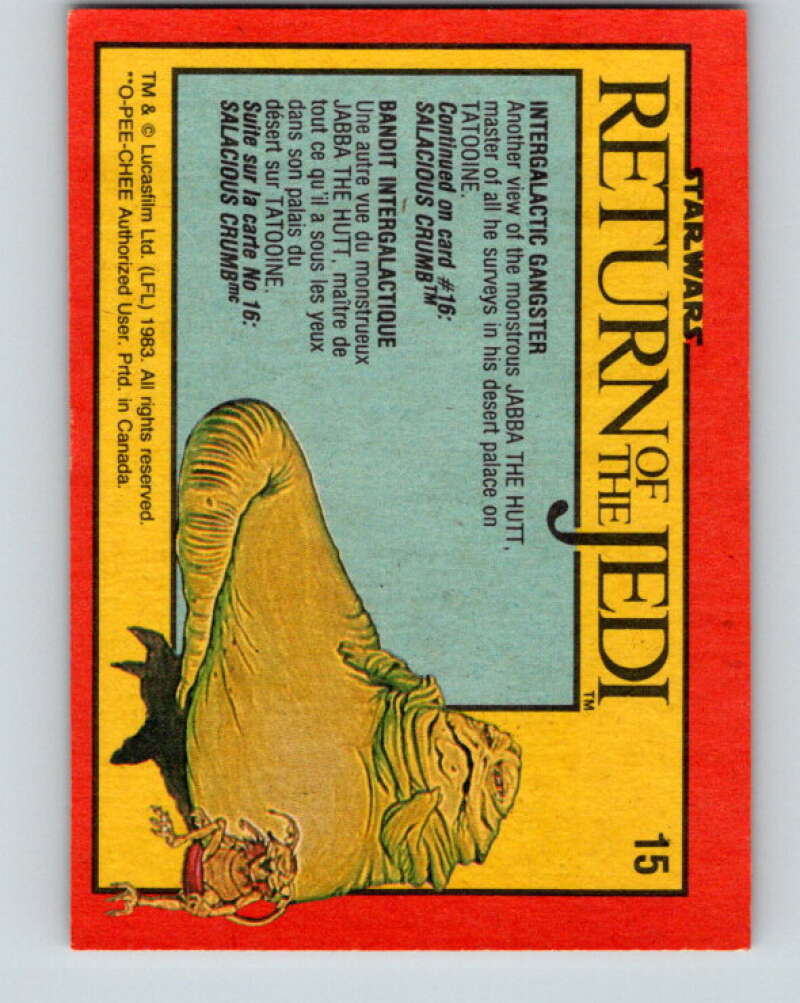 STAR WARS
RETURN OF THE JEDI™
15
INTERGALACTIC GANGSTER
Another view of the monstrous JABBA THE HUTT,
master of all he surveys in his desert palace on
TATOOINE.
Continued on card #16:
SALACIOUS CRUMB™
BANDIT INTERGALACTIQUE
Une autre vue du monstrueux
JABBA THE HUTT, maître de
tout ce qu'il a sous les yeux
dans son palais du
désert sur TATOOINE.
Suite sur la carte No 16:
SALACIOUS CRUMBmc
TM & © Lucasfilm Ltd. (LFL) 1983. All rights reserved.
**O-PEE-CHEE Authorized User. Prtd. in Canada.